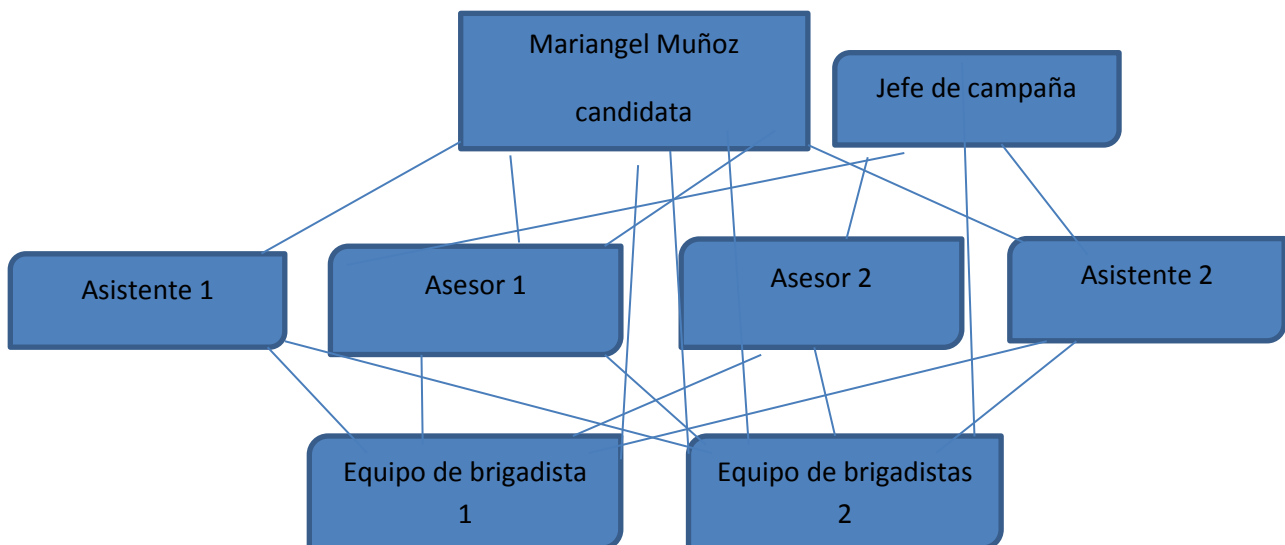 Mariangel Muñoz
candidata
Jefe de campaña
Asistente 1
Asesor 1
Asesor 2
Asistente 2
Equipo de brigadista
1
Equipo de brigadistas
2